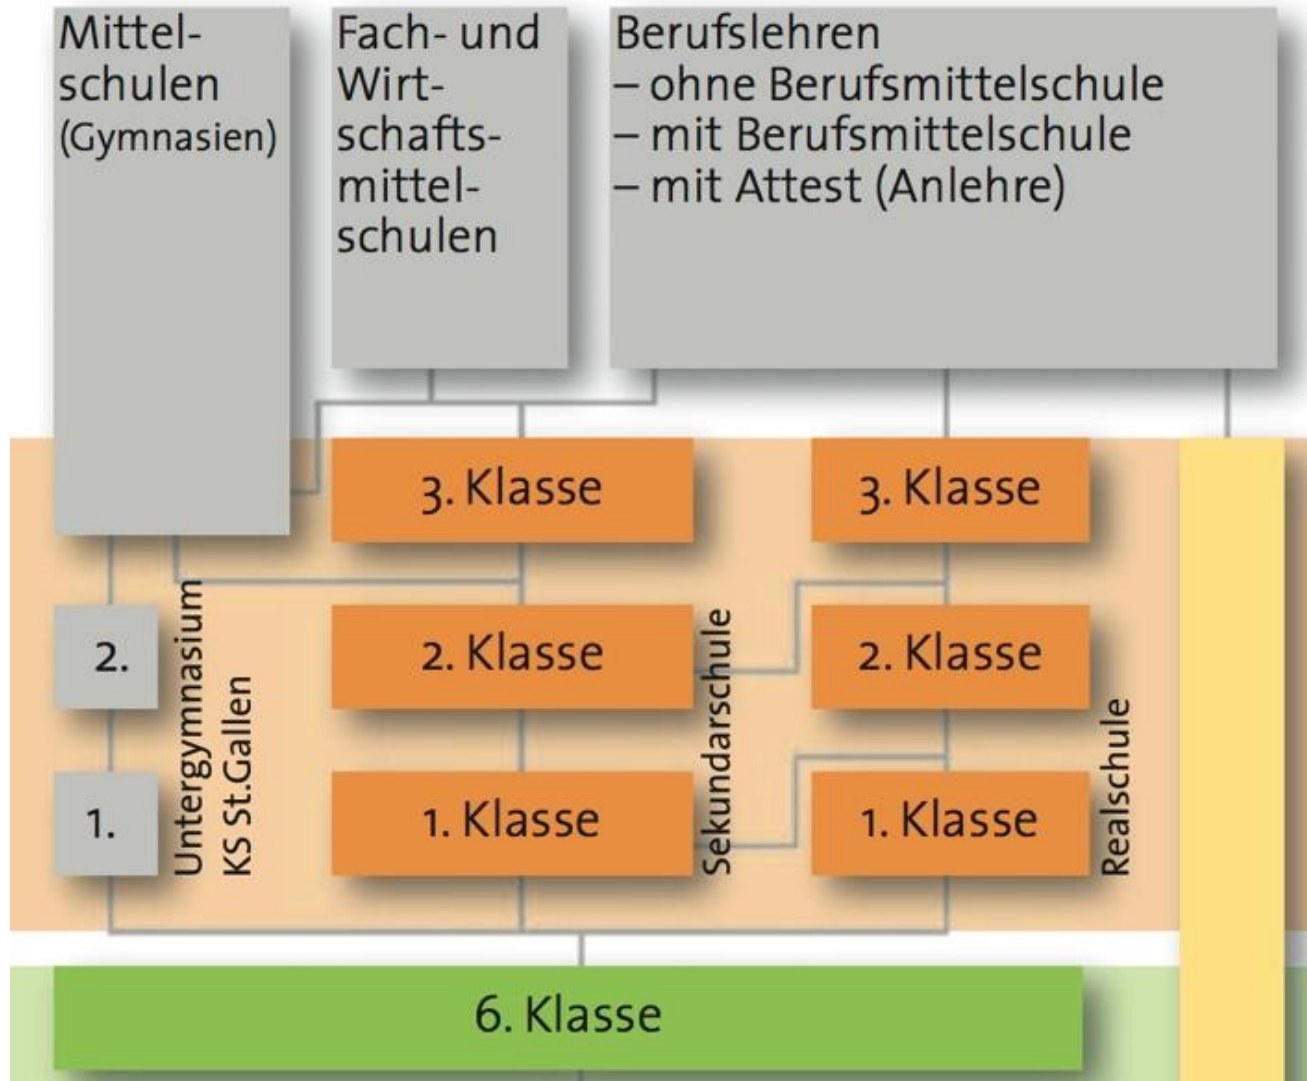 Mittel-
schulen
(Gymnasien)
Fach- und
Wirt-
schafts-
mittel-
schulen
Berufslehren
– ohne Berufsmittelschule
– mit Berufsmittelschule
– mit Attest (Anlehre)
3. Klasse
3. Klasse
2.
Untergymnasium
KS St.Gallen
2. Klasse
Sekundarschule
2. Klasse
Realschule
1.
1. Klasse
1. Klasse
6. Klasse